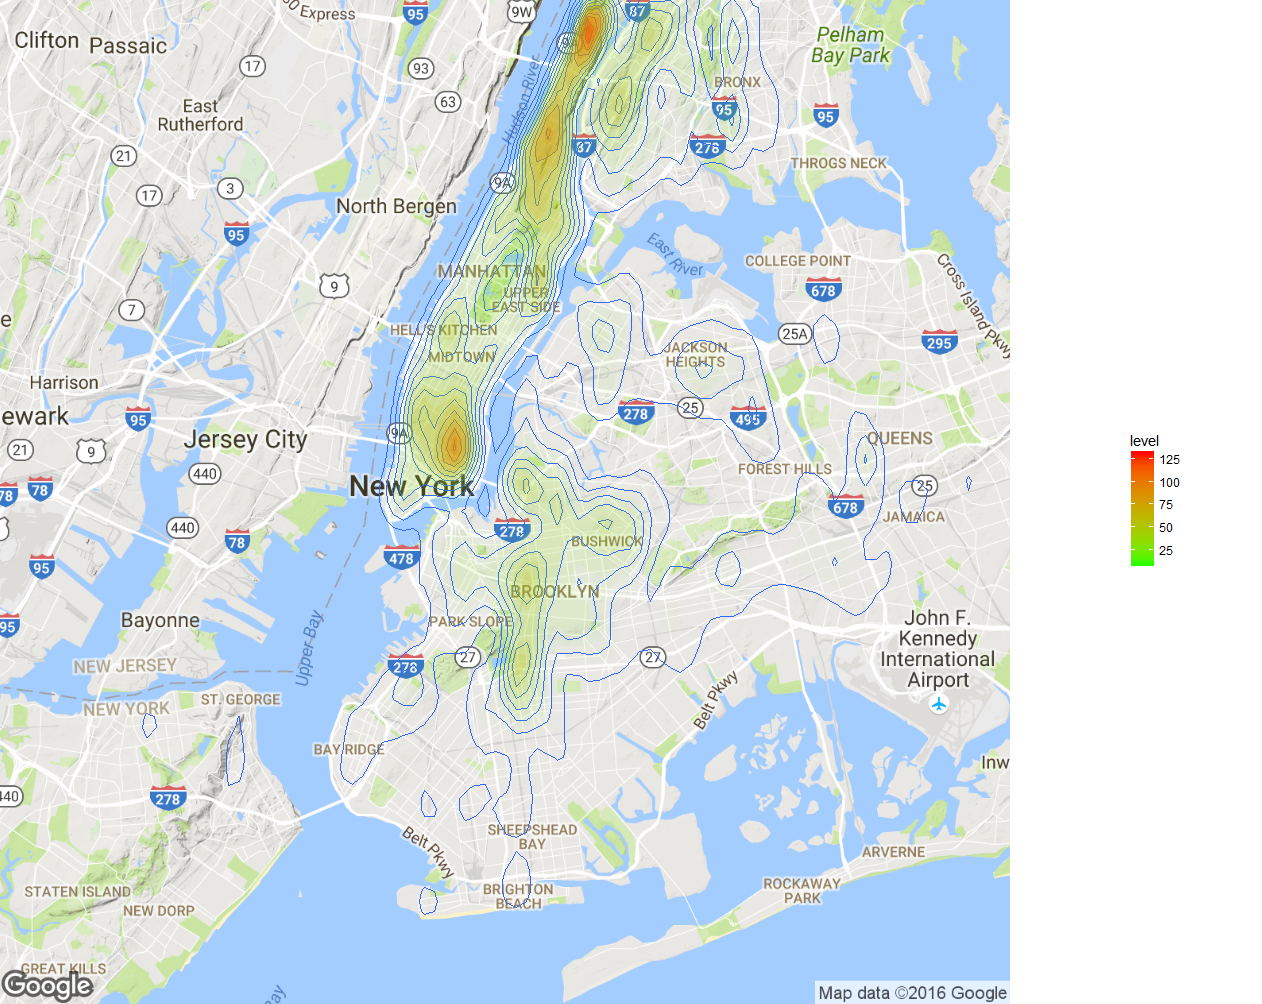 00 Express
95
9W
87
Clifton
Passaic
Pelham
Bay Park
17
93
BRONX
63
95
95
East
Rutherford
Hudson River
87
278
21
THROGS NECK
17
3
9A
North Bergen
95
East River
COLLEGE POINT
MANHATTAN
9
678
UPPER
EAST SIDE
Cross Island Pkwy
7
HELL'S KITCHEN
25A
295
e
MIDTOWN
JACKSON
HEIGHTS
Harrison
ewark
95
278
25
495
9A
Jersey City
QUEENS
21
9
FOREST HILLS
440
New York
25
78
78
678
JAMAICA
440
278
78
BUSHWICK
478
95
BROOKLYN
Bayonne
PARK SLOPE
95
John F.
Kennedy
International
Airport
Upper Bay
27
27
278
NEW JERSEY
Belt Pkwy
NEW YORK
ST. GEORGE
BAY RIDGE
Inw
440
278
SHEEPSHEAD
BAY
Belt Pkwy
ARVERNE
STATEN ISLAND
BRIGHTON
BEACH
ROCKAWAY
PARK
NEW DORP
GREAT KILLS
Google
ay
Map data ©2016 Google
level
125
100
75
50
25